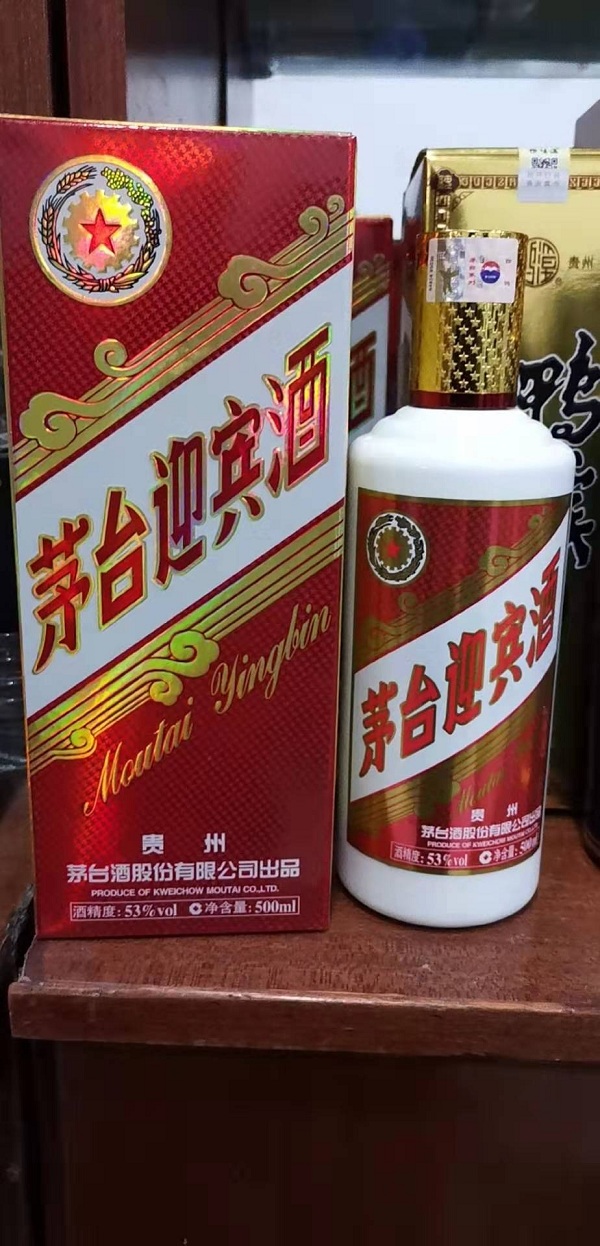 茅台迎宾酒
Moutai Yingbin
贵 州
茅台酒股份有限公司出品
PRODUCE OF KWEICHOW MOUTAI CO.,LTD.
酒精度:53%vol 净含量:500ml
酒
茅台迎宾酒
Moutai
贵 州
茅台酒股份有限公司出品
PRODUCE OF KWEICHOW MOUTAI CO.,LTD.
酒精度:53%vol 净含量:500ml
贵州